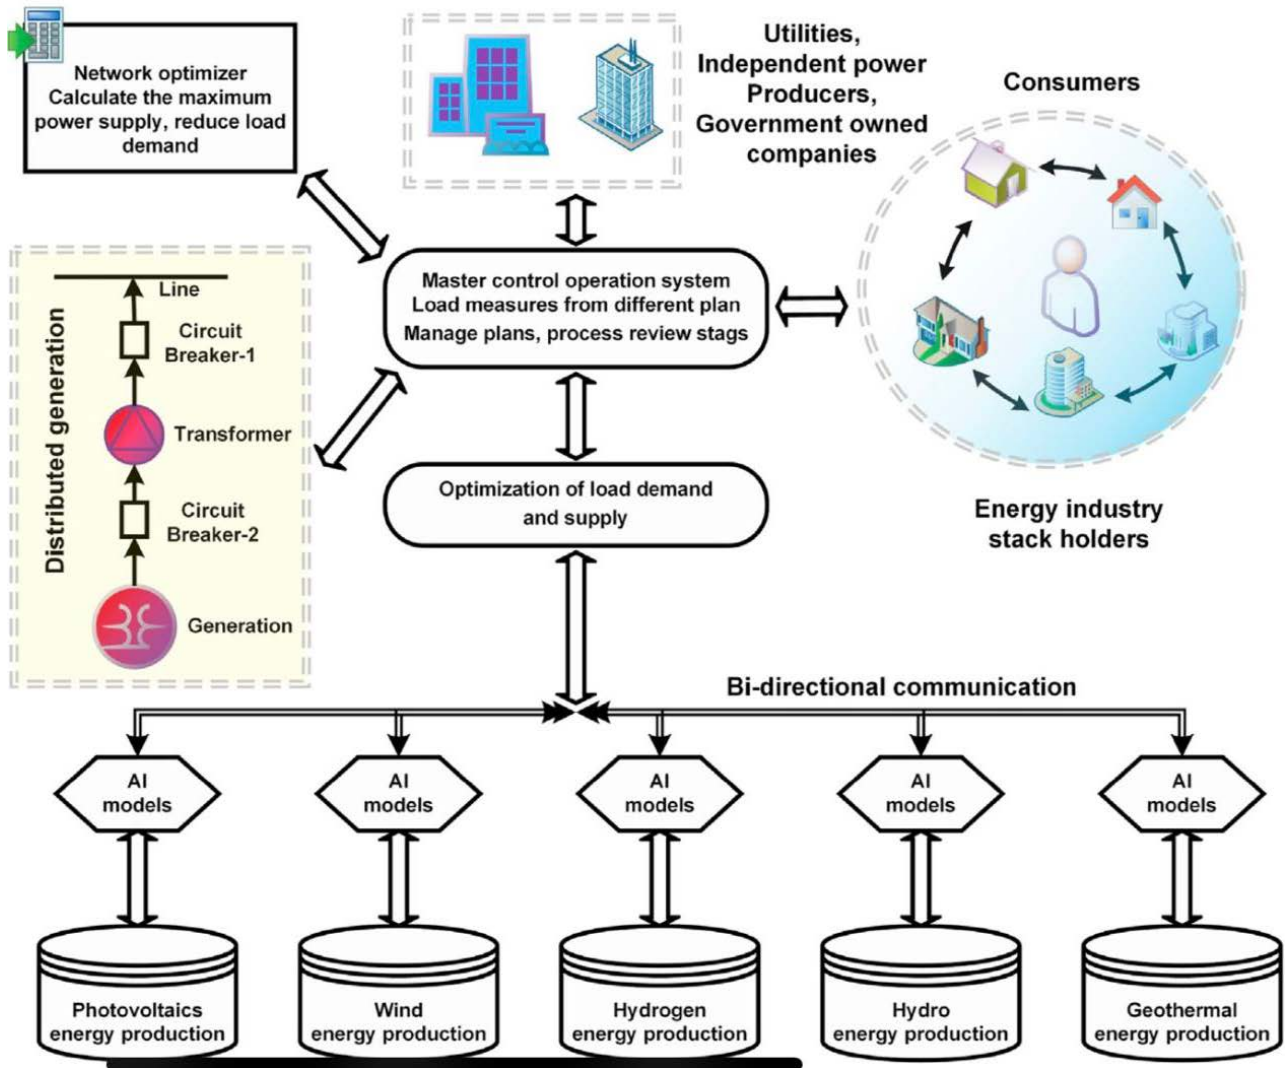 Network optimizer
Calculate the maximum
power supply, reduce load
demand
Utilities,
Independent power
Producers,
Government owned
companies
Consumers
Master control operation system
Load measures from different plan
Manage plans, process review stags
Distributed generation
Line
Circuit
Breaker-1
Transformer
Circuit
Breaker-2
Generation
Optimization of load demand
and supply
Energy industry
stack holders
Bi-directional communication
AI
models
AI
models
AI
models
AI
models
AI
models
Photovoltaics
energy production
Wind
energy production
Hydrogen
energy production
Hydro
energy production
Geothermal
energy production